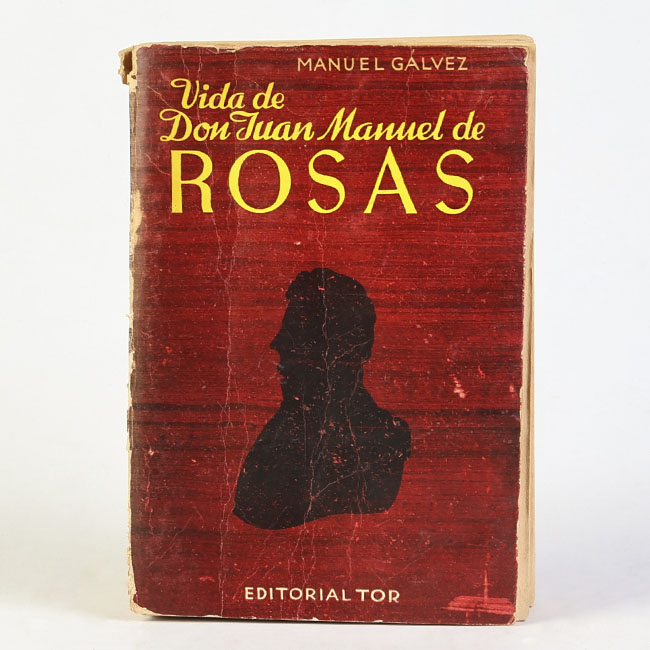 MANUEL GALVEZ
Vida de
Don Juan Manuel de
ROSAS
EDITORIAL TOR